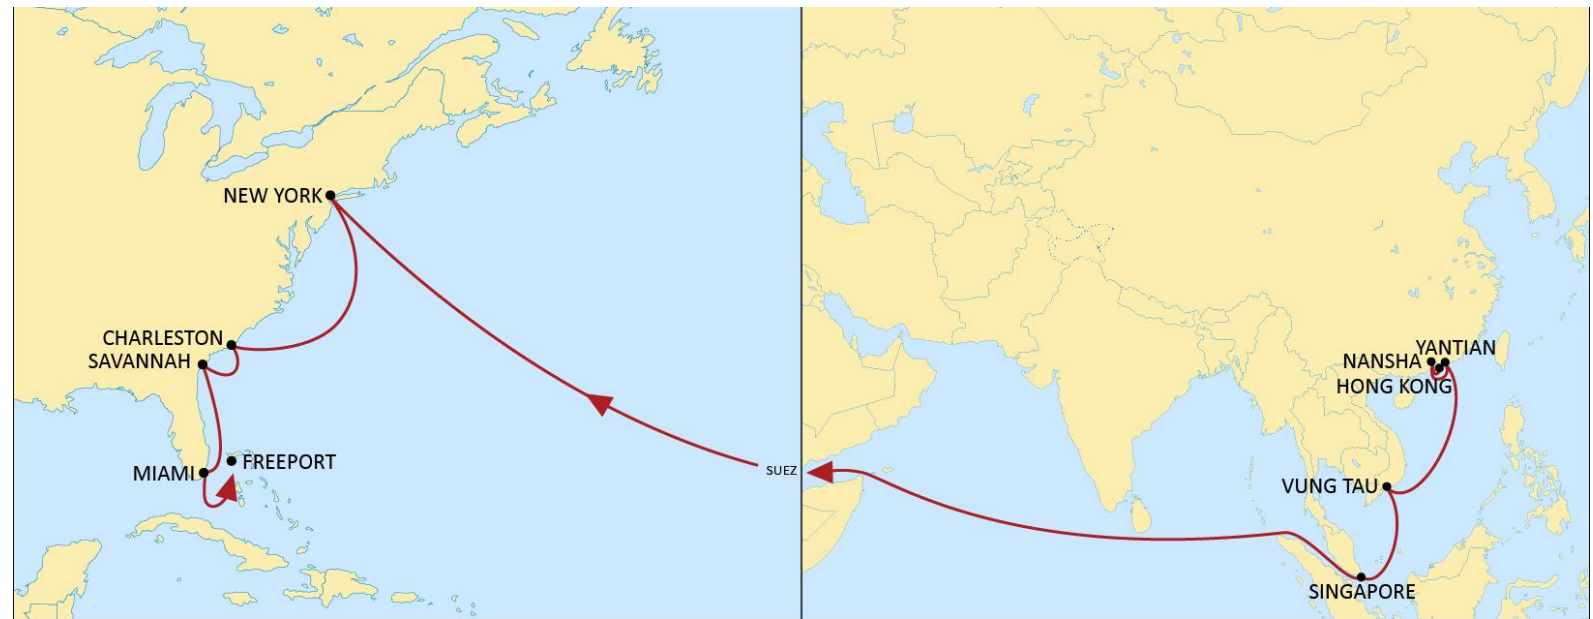 NEW YORK
CHARLESTON
SAVANNAH
MIAMI
FREEPORT
SUEZ
YANTIAN
NANSHA
HONG KONG
VUNG TAU
SINGAPORE